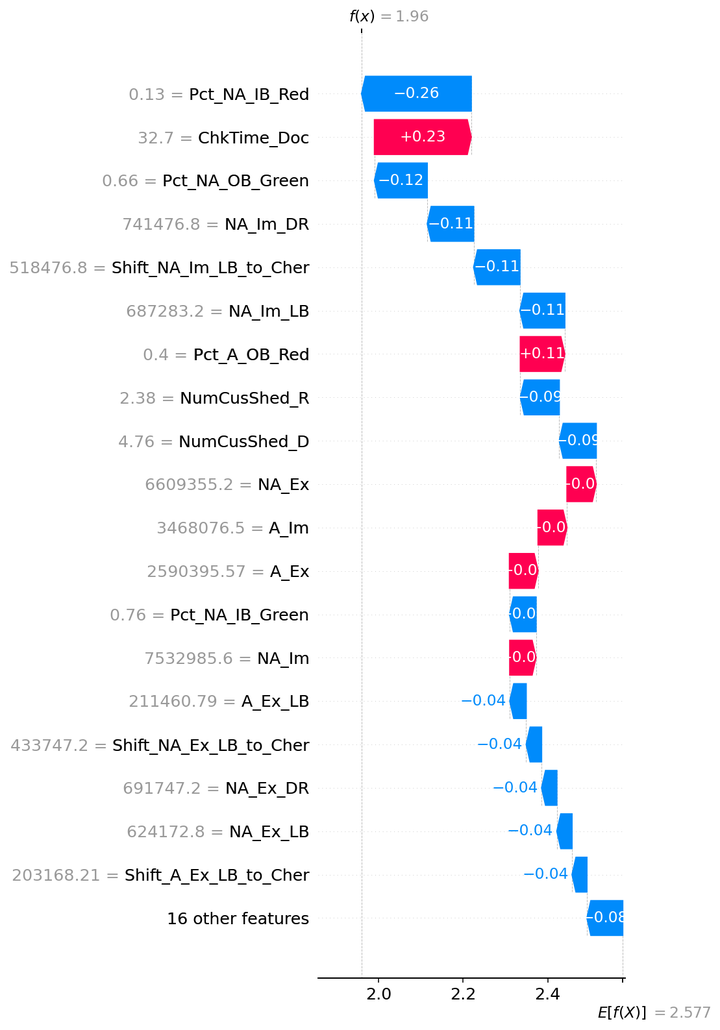 f(x) = 1.96
0.13 = Pct_NA_IB_Red −0.26
32.7 = ChkTime_Doc +0.23
0.66 = Pct_NA_OB_Green −0.12
741476.8 = NA_Im_DR −0.11
518476.8 = Shift_NA_Im_LB_to_Cher −0.11
687283.2 = NA_Im_LB −0.11
0.4 = Pct_A_OB_Red +0.11
2.38 = NumCusShed_R −0.09
4.76 = NumCusShed_D −0.09
6609355.2 = NA_Ex
3468076.5 = A_Im
2590395.57 = A_Ex
0.76 = Pct_NA_IB_Green
7532985.6 = NA_Im
211460.79 = A_Ex_LB −0.04
433747.2 = Shift_NA_Ex_LB_to_Cher −0.04
691747.2 = NA_Ex_DR −0.04
624172.8 = NA_Ex_LB −0.04
203168.21 = Shift_A_Ex_LB_to_Cher −0.04
16 other features −0.08
2.0 2.2 2.4
E[f(X)] = 2.577